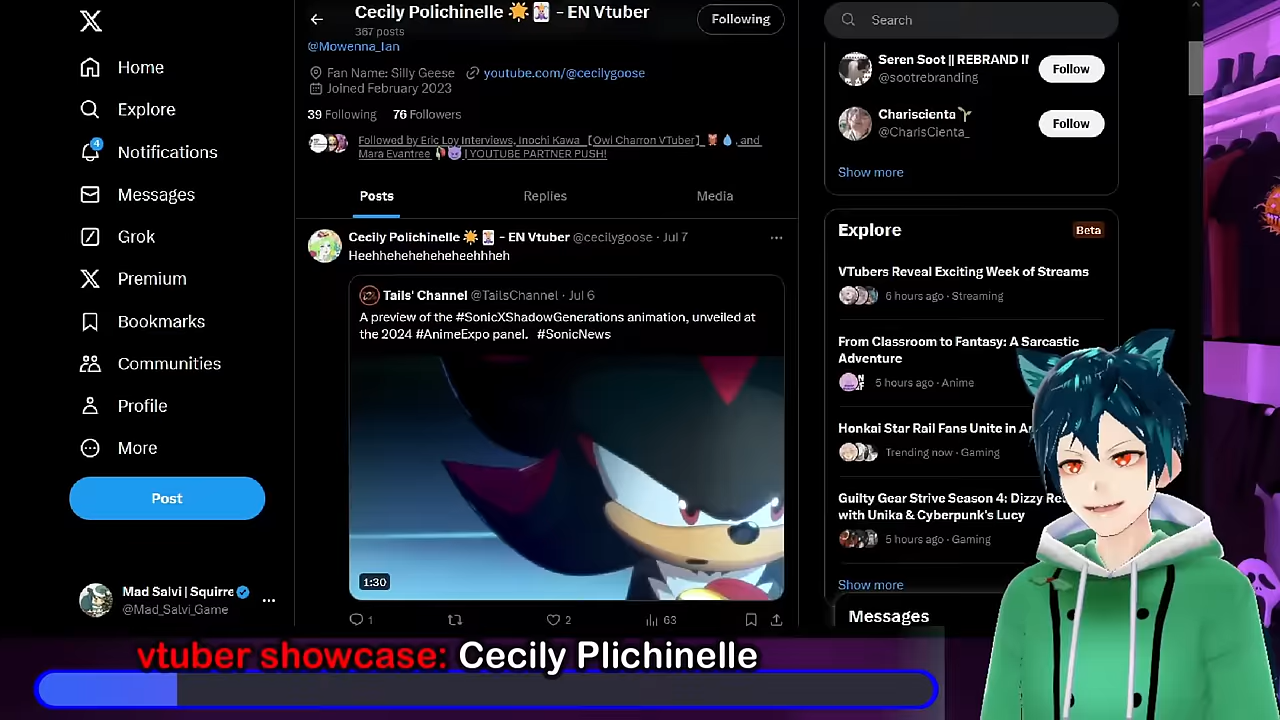 Home
Explore
4
Notifications
Messages
Grok
Premium
Bookmarks
Communities
Profile
More
Post
Mad Salvi | Squirre
@Mad_Salvi_Game
Cecily Polichinelle - EN Vtuber
367 posts
Following
@Mowenna_Ian
Fan Name: Silly Geese youtube.com/@cecilygoose
Joined February 2023
39 Following 76 Followers
Followed by Eric Loy Interviews, Inochi Kawa【Owl Charron VTuber】, and
Mara Evantree | YOUTUBE PARTNER PUSH!
Posts Replies Media
Cecily Polichinelle - EN Vtuber @cecilygoose · Jul 7
Heehheheheheheheehhheh
Tails' Channel @TailsChannel · Jul 6
A preview of the #SonicXShadowGenerations animation, unveiled at
the 2024 #AnimeExpo panel. #SonicNews
1:30
1 2 63
Search
Seren Soot || REBRAND I
@sootrebranding
Follow
Chariscienta
@CharisCienta_
Follow
Show more
Explore
Beta
VTubers Reveal Exciting Week of Streams
6 hours ago · Streaming
From Classroom to Fantasy: A Sarcastic
Adventure
5 hours ago · Anime
Honkai Star Rail Fans Unite in
Trending now · Gaming
Guilty Gear Strive Season 4: Dizzy Re
with Unika & Cyberpunk's Lucy
5 hours ago · Gaming
Show more
Messages
vtuber showcase: Cecily Plichinelle